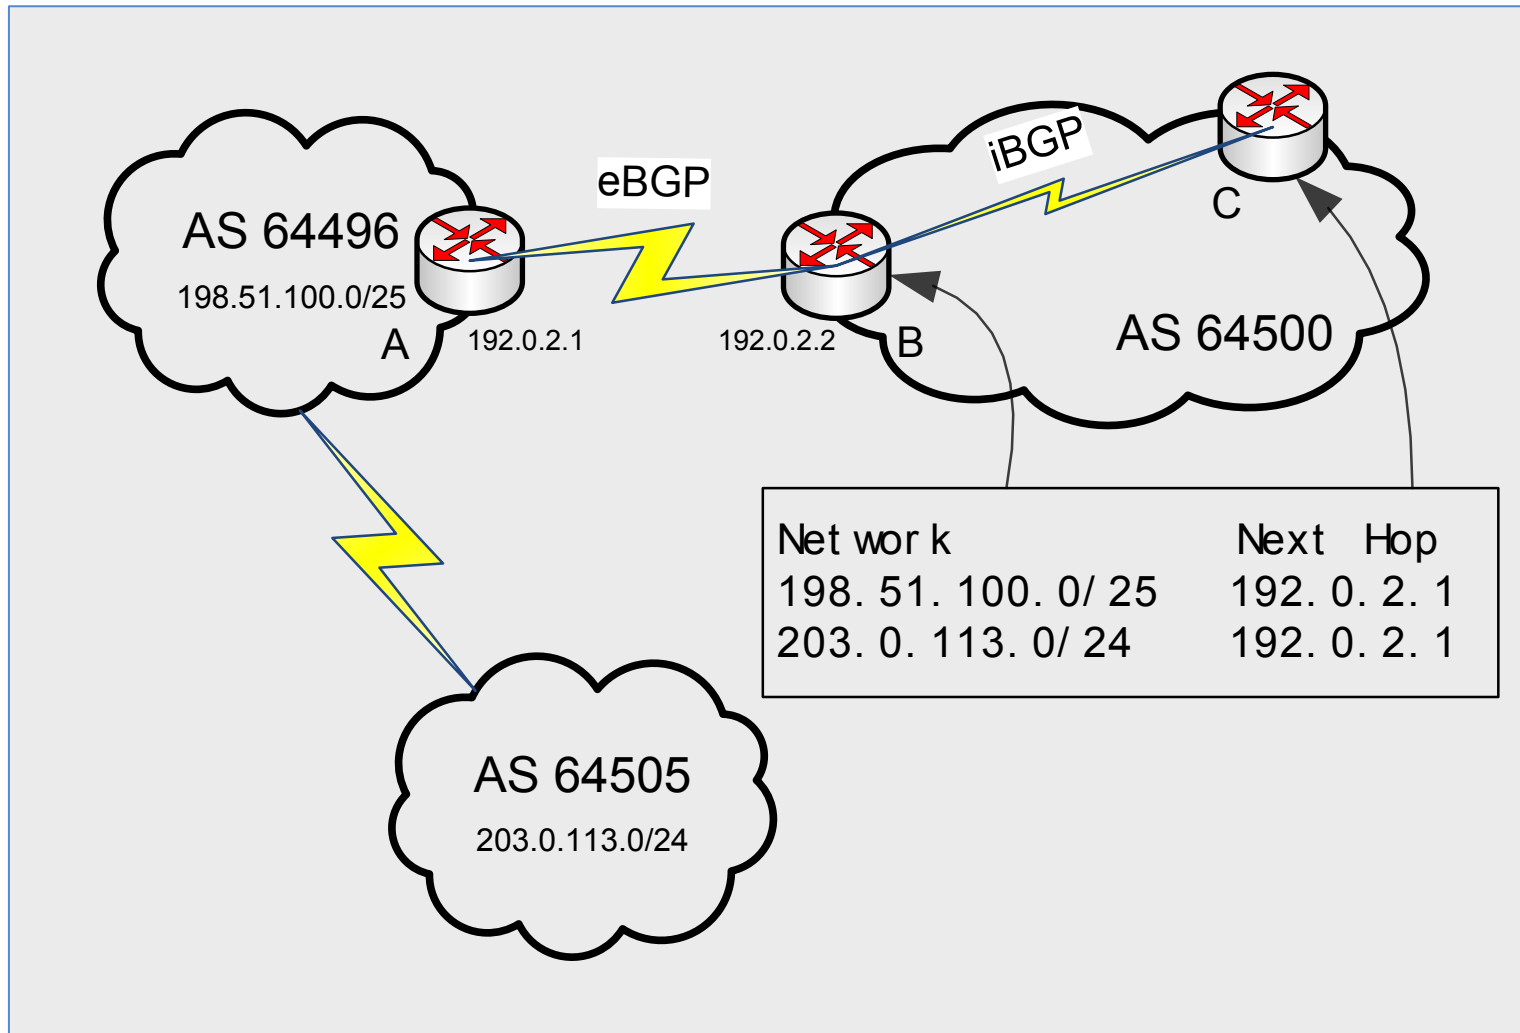 eBGP
iBGP
C
AS 64496
198.51.100.0/25
A
192.0.2.1
192.0.2.2
B
AS 64500
Network Next Hop
198.51.100.0/25 192.0.2.1
203.0.113.0/24 192.0.2.1
AS 64505
203.0.113.0/24